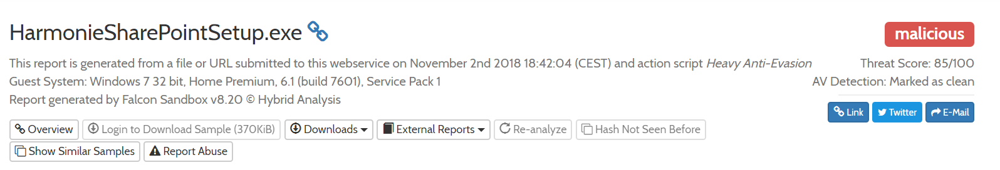 HarmonieSharePointSetup.exe
malicious
This report is generated from a file or URL submitted to this webservice on November 2nd 2018 18:42:04 (CEST) and action script Heavy Anti-Evasion
Threat Score: 85/100
Guest System: Windows 7 32 bit, Home Premium, 6.1 (build 7601), Service Pack 1
AV Detection: Marked as clean
Report generated by Falcon Sandbox v8.20 © Hybrid Analysis
Link Twitter E-Mail
Overview Login to Download Sample (370KiB) Downloads External Reports Re-analyze Hash Not Seen Before
Show Similar Samples Report Abuse